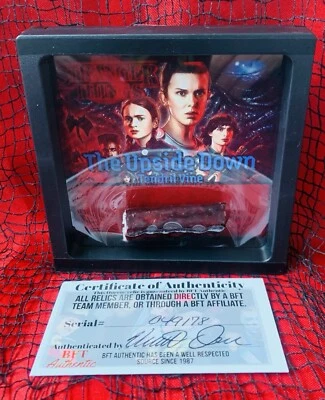 The Upside Down
Vine
Certificate of Authenticity
ALL RELICS ARE OBTAINED DIRECTLY BY A BFT
TEAM MEMBER, OR THROUGH A BFT AFFILIATE.
Serial= 049178
Authenticated by
BFT
Authentic
BFT AUTHENTIC HAS BEEN A WELL RESPECTED
SOURCE SINCE 1987